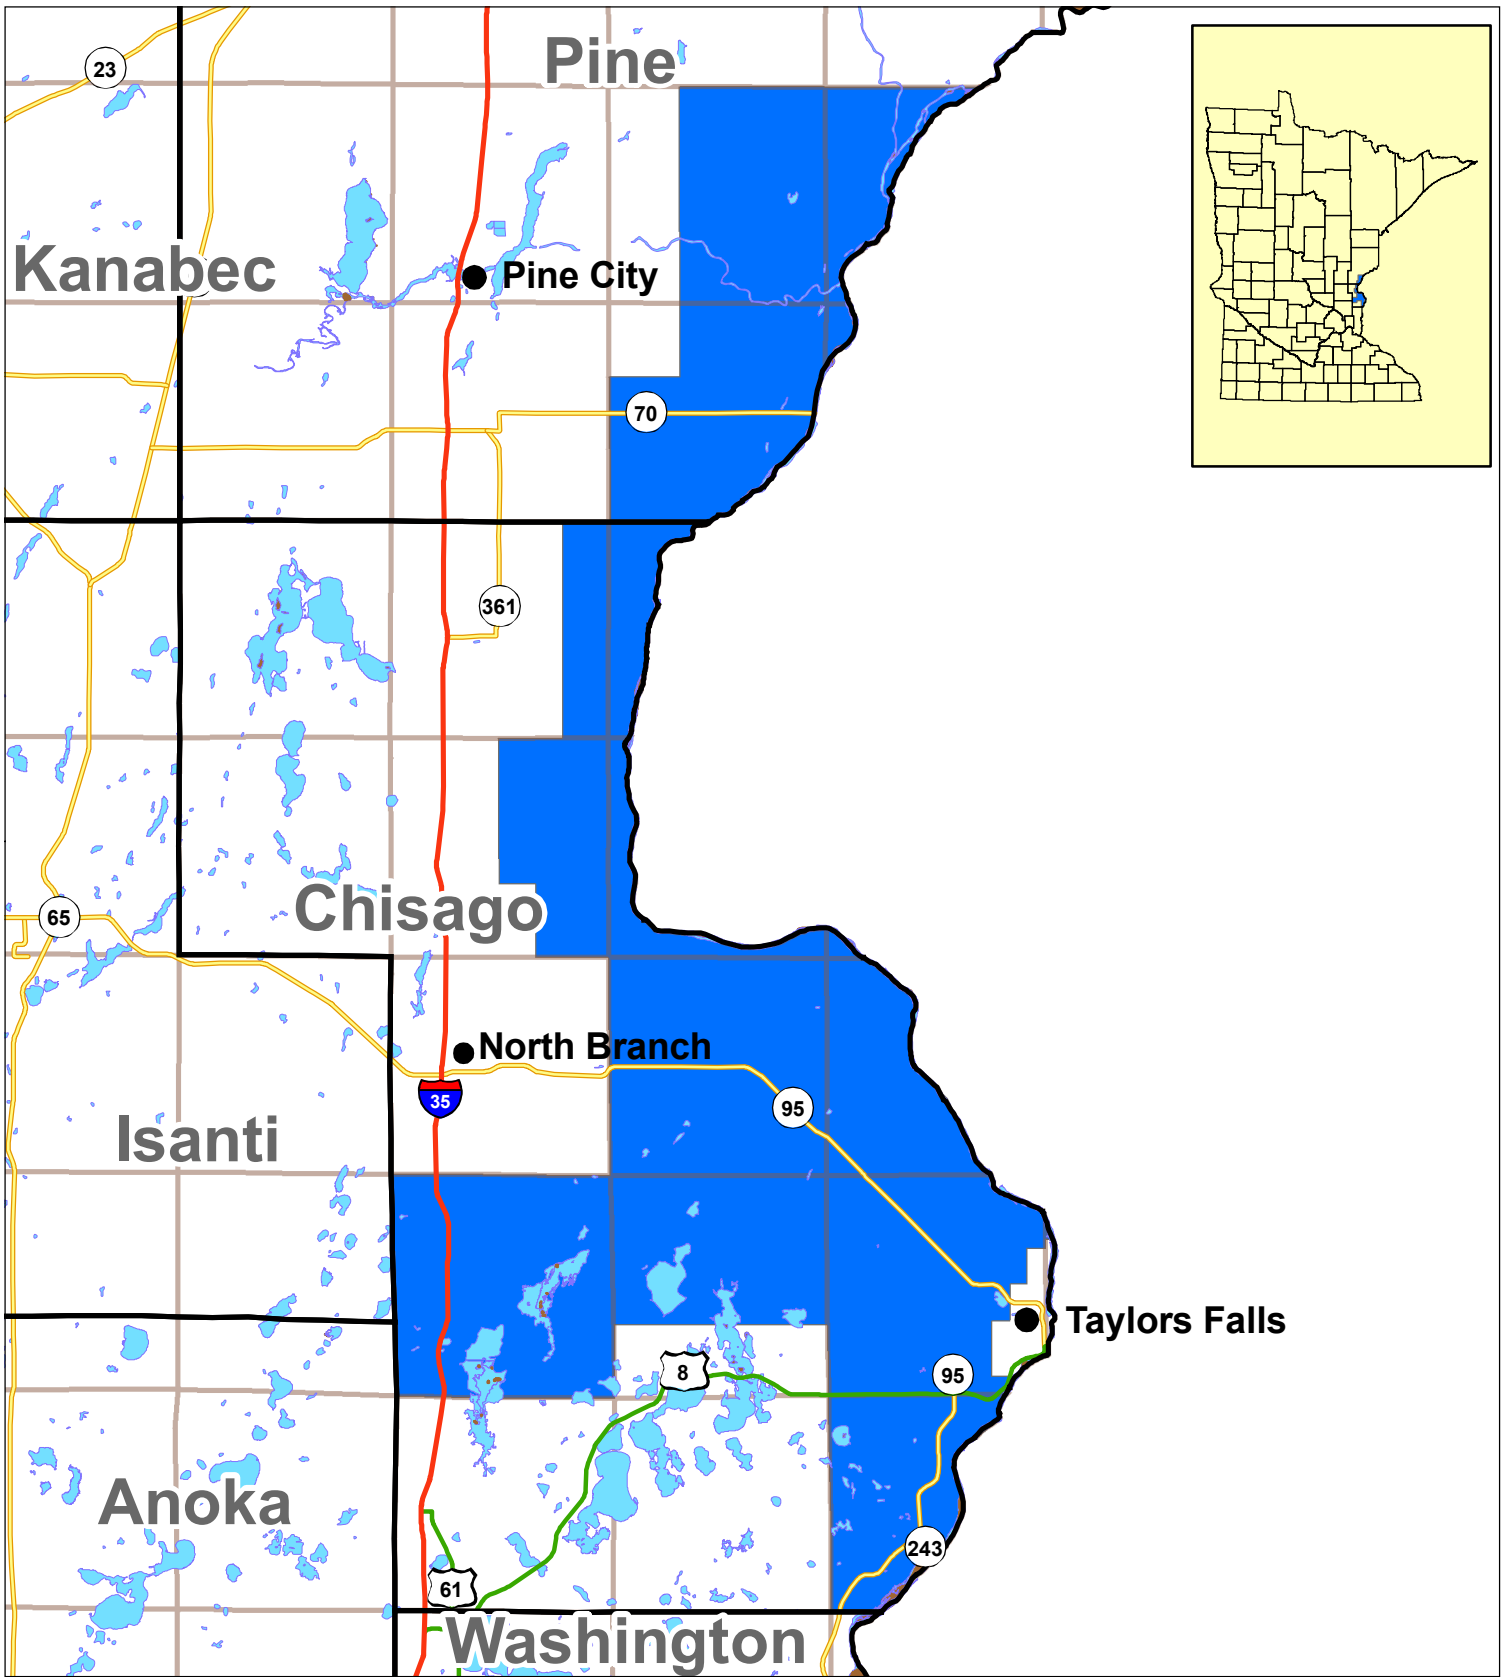 Pine
23
Kanabec
Pine City
70
361
Chisago
65
North Branch
35
95
Isanti
Taylors Falls
8
95
Anoka
243
61
Washington